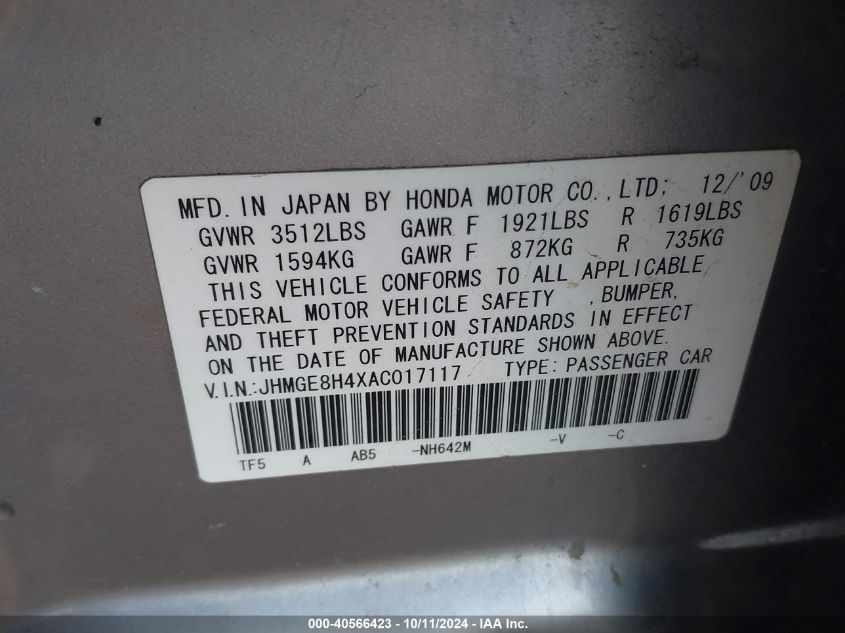 MFD. IN JAPAN BY HONDA MOTOR CO., LTD; 12/'09
GVWR 3512LBS GAWR F 1921LBS R 1619LBS
GVWR 1594KG GAWR F 872KG R 735KG
THIS VEHICLE CONFORMS TO ALL APPLICABLE
FEDERAL MOTOR VEHICLE SAFETY , BUMPER,
AND THEFT PREVENTION STANDARDS IN EFFECT
ON THE DATE OF MANUFACTURE SHOWN ABOVE.
V.I.N.:JHMGE8H4XAC017117 TYPE: PASSENGER CAR
TF5 A AB5 -NH642M -V -C
000-40566423 - 10/11/2024 - IAA Inc.